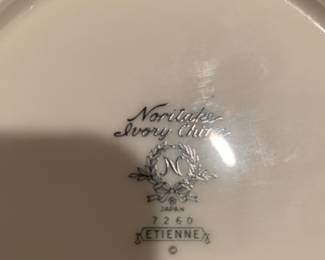 Noritake
Ivory China
N
®
JAPAN
7260
ETIENNE
©